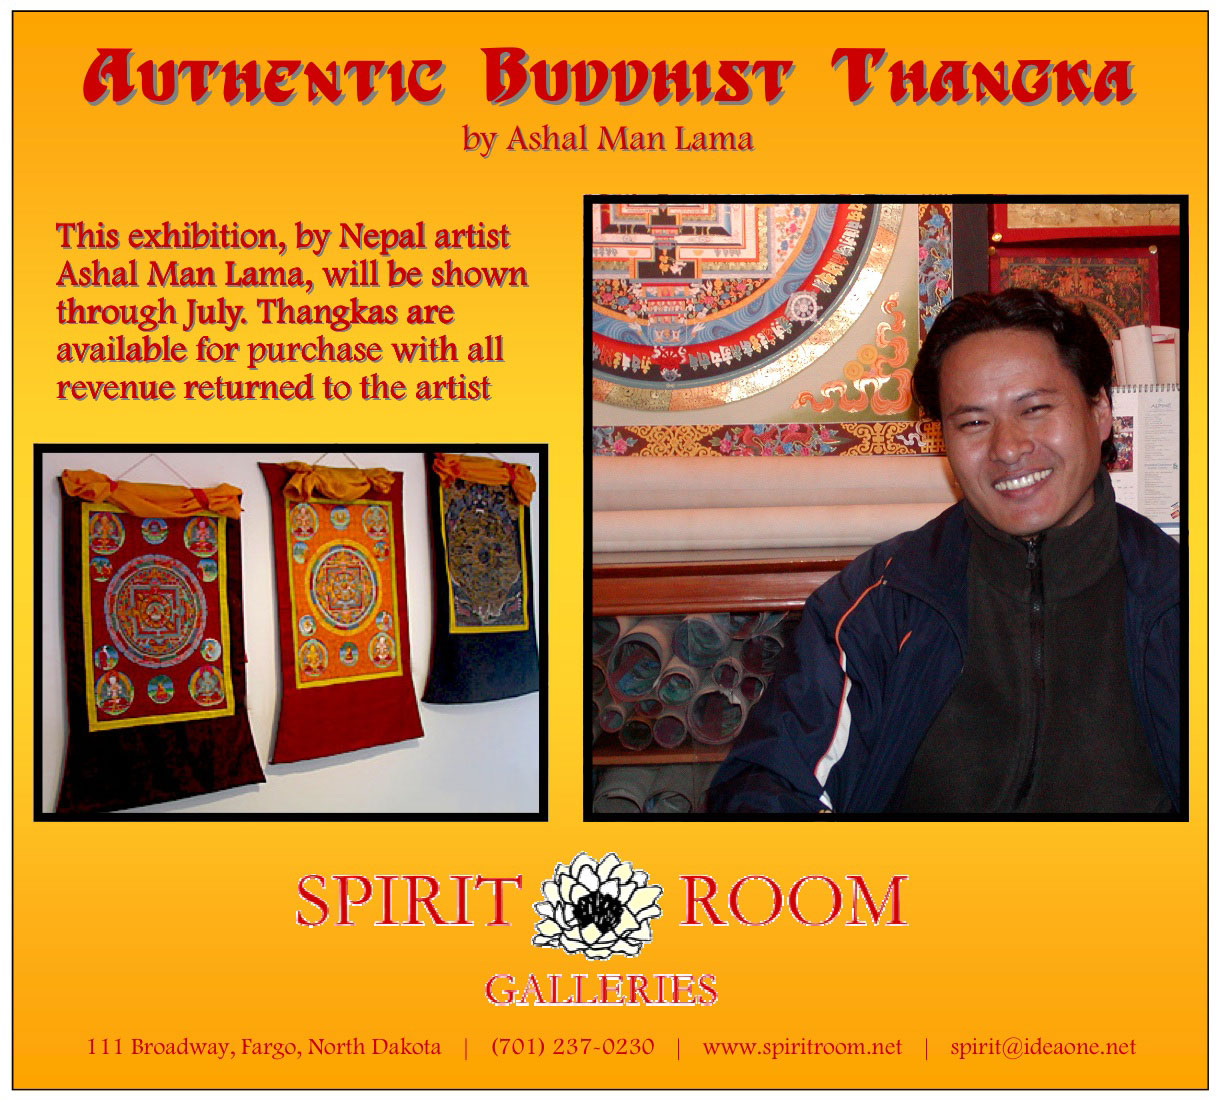 AUTHENTIC BUDDHIST THANGKA
by Ashal Man Lama
This exhibition, by Nepal artist
Ashal Man Lama, will be shown
through July. Thangkas are
available for purchase with all
revenue returned to the artist
SPIRIT ROOM
GALLERIES
111 Broadway, Fargo, North Dakota | (701) 237-0230 | www.spiritroom.net | spirit@ideaone.net